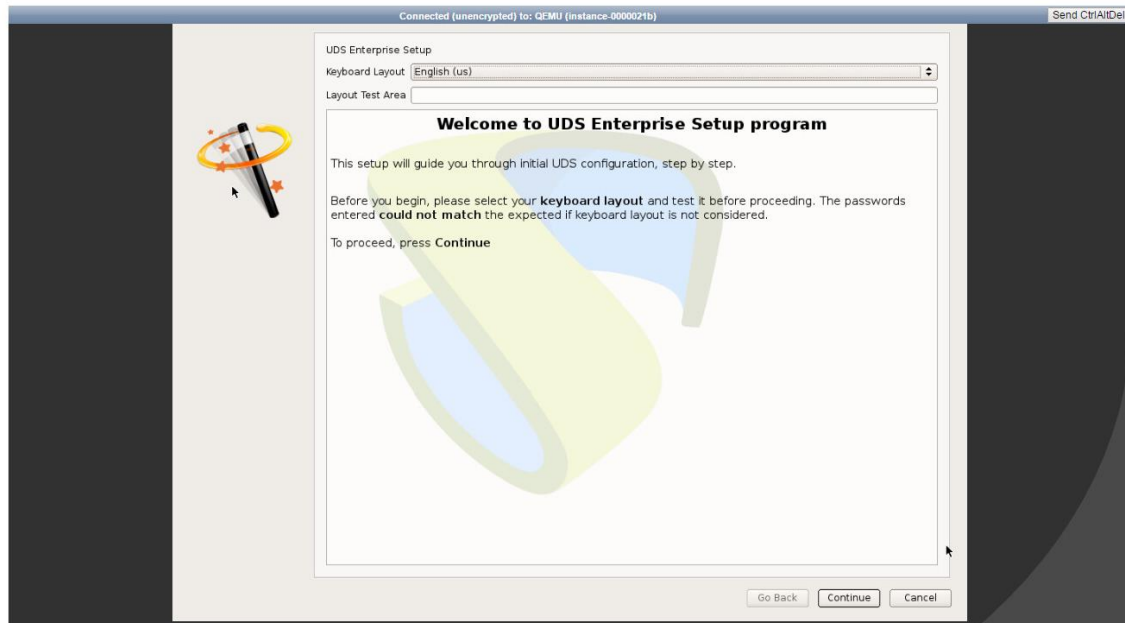 Connected (unencrypted) to: QEMU (instance-0000021b)
Send CtrlAltDel
UDS Enterprise Setup
Keyboard Layout English (us)
Layout Test Area
Welcome to UDS Enterprise Setup program
This setup will guide you through initial UDS configuration, step by step.
Before you begin, please select your keyboard layout and test it before proceeding. The passwords
entered could not match the expected if keyboard layout is not considered.
To proceed, press Continue
Go Back Continue Cancel